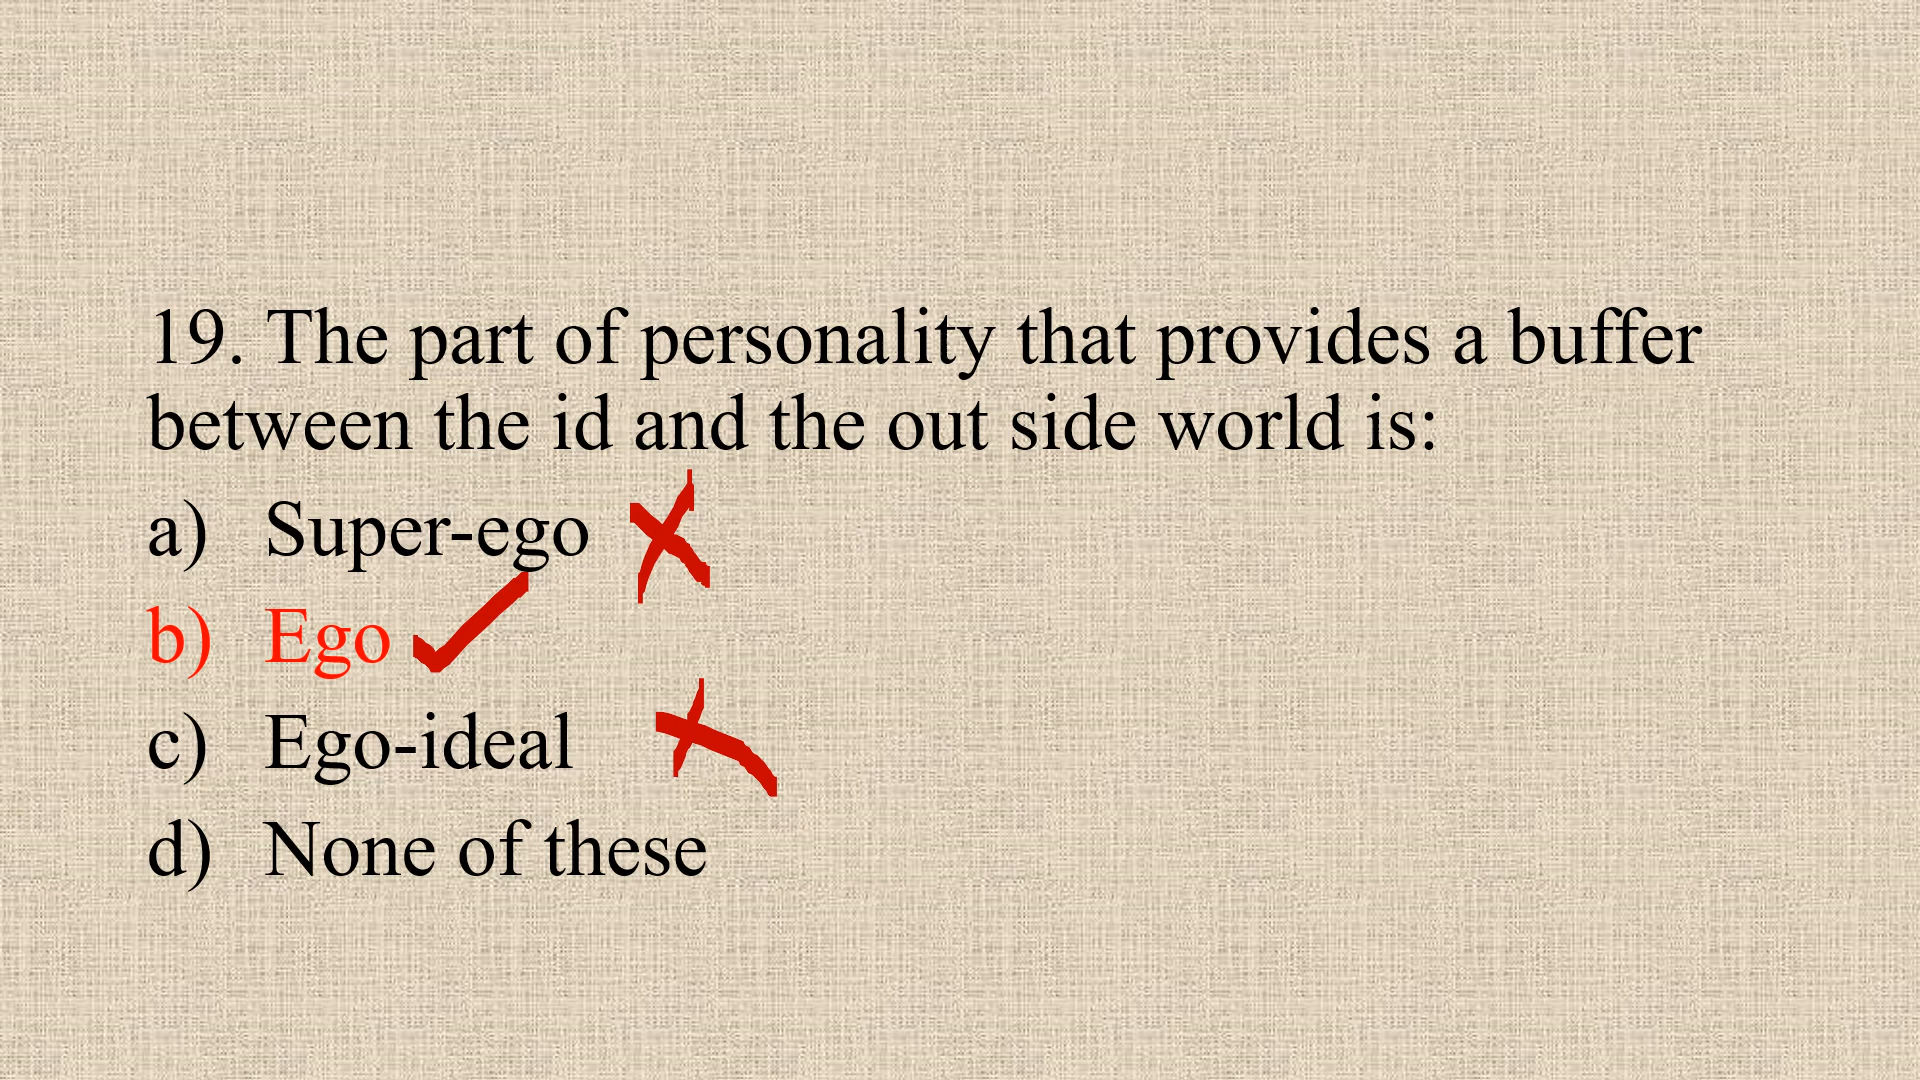 19. The part of personality that provides a buffer
between the id and the out side world is:
a) Super-ego
b) Ego
c) Ego-ideal
d) None of these